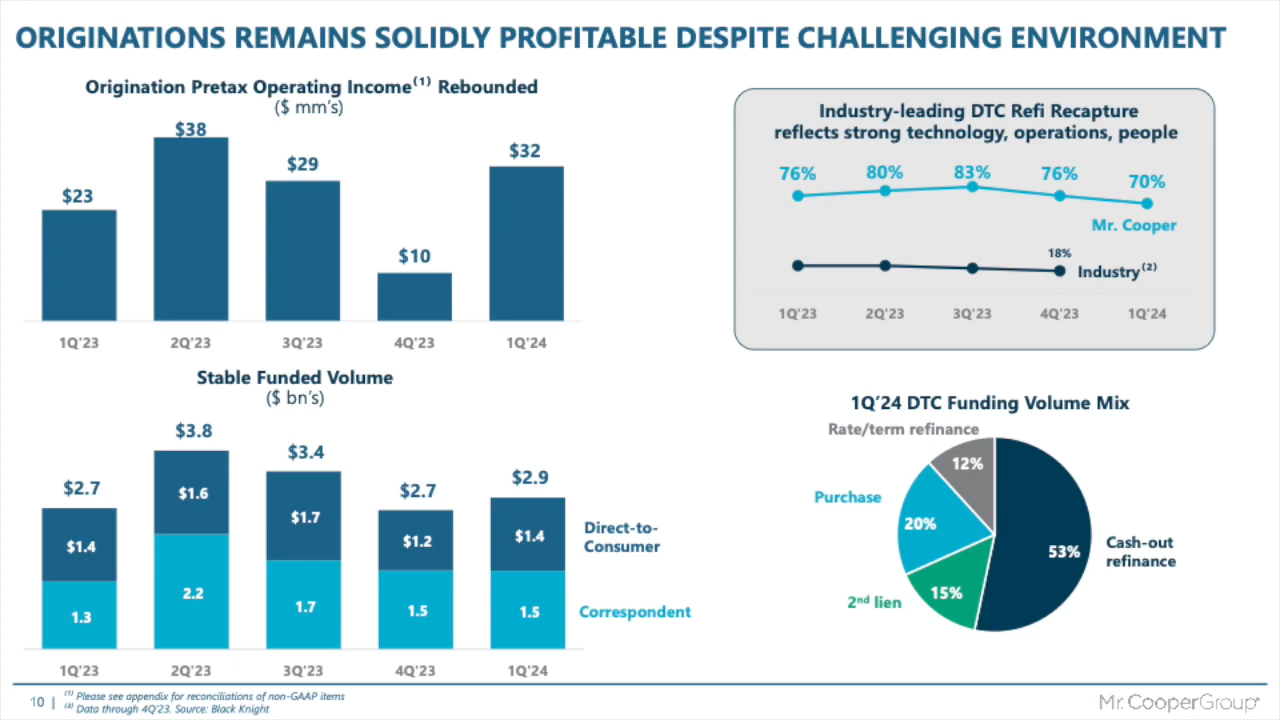 ORIGINATIONS REMAINS SOLIDLY PROFITABLE DESPITE CHALLENGING ENVIRONMENT
Origination Pretax Operating Income⁽¹⁾ Rebounded
($ mm’s)
$23
$38
$29
$10
$32
1Q'23
2Q'23
3Q'23
4Q'23
1Q'24
Industry-leading DTC Refi Recapture
reflects strong technology, operations, people
76%
80%
83%
76%
70%
Mr. Cooper
18%
Industry⁽²⁾
1Q'23
2Q'23
3Q'23
4Q'23
1Q'24
Stable Funded Volume
($ bn’s)
$2.7
$3.8
$3.4
$2.7
$2.9
$1.4
$1.6
$1.7
$1.2
$1.4
Direct-to-
Consumer
1.3
2.2
1.7
1.5
1.5
Correspondent
1Q'23
2Q'23
3Q'23
4Q'23
1Q'24
1Q’24 DTC Funding Volume Mix
Rate/term refinance
12%
Purchase
20%
53%
Cash-out
refinance
2ⁿᵈ lien
15%
10 |
⁽¹⁾ Please see appendix for reconciliations of non-GAAP items
⁽²⁾ Data through 4Q'23. Source: Black Knight
Mr. CooperGroup